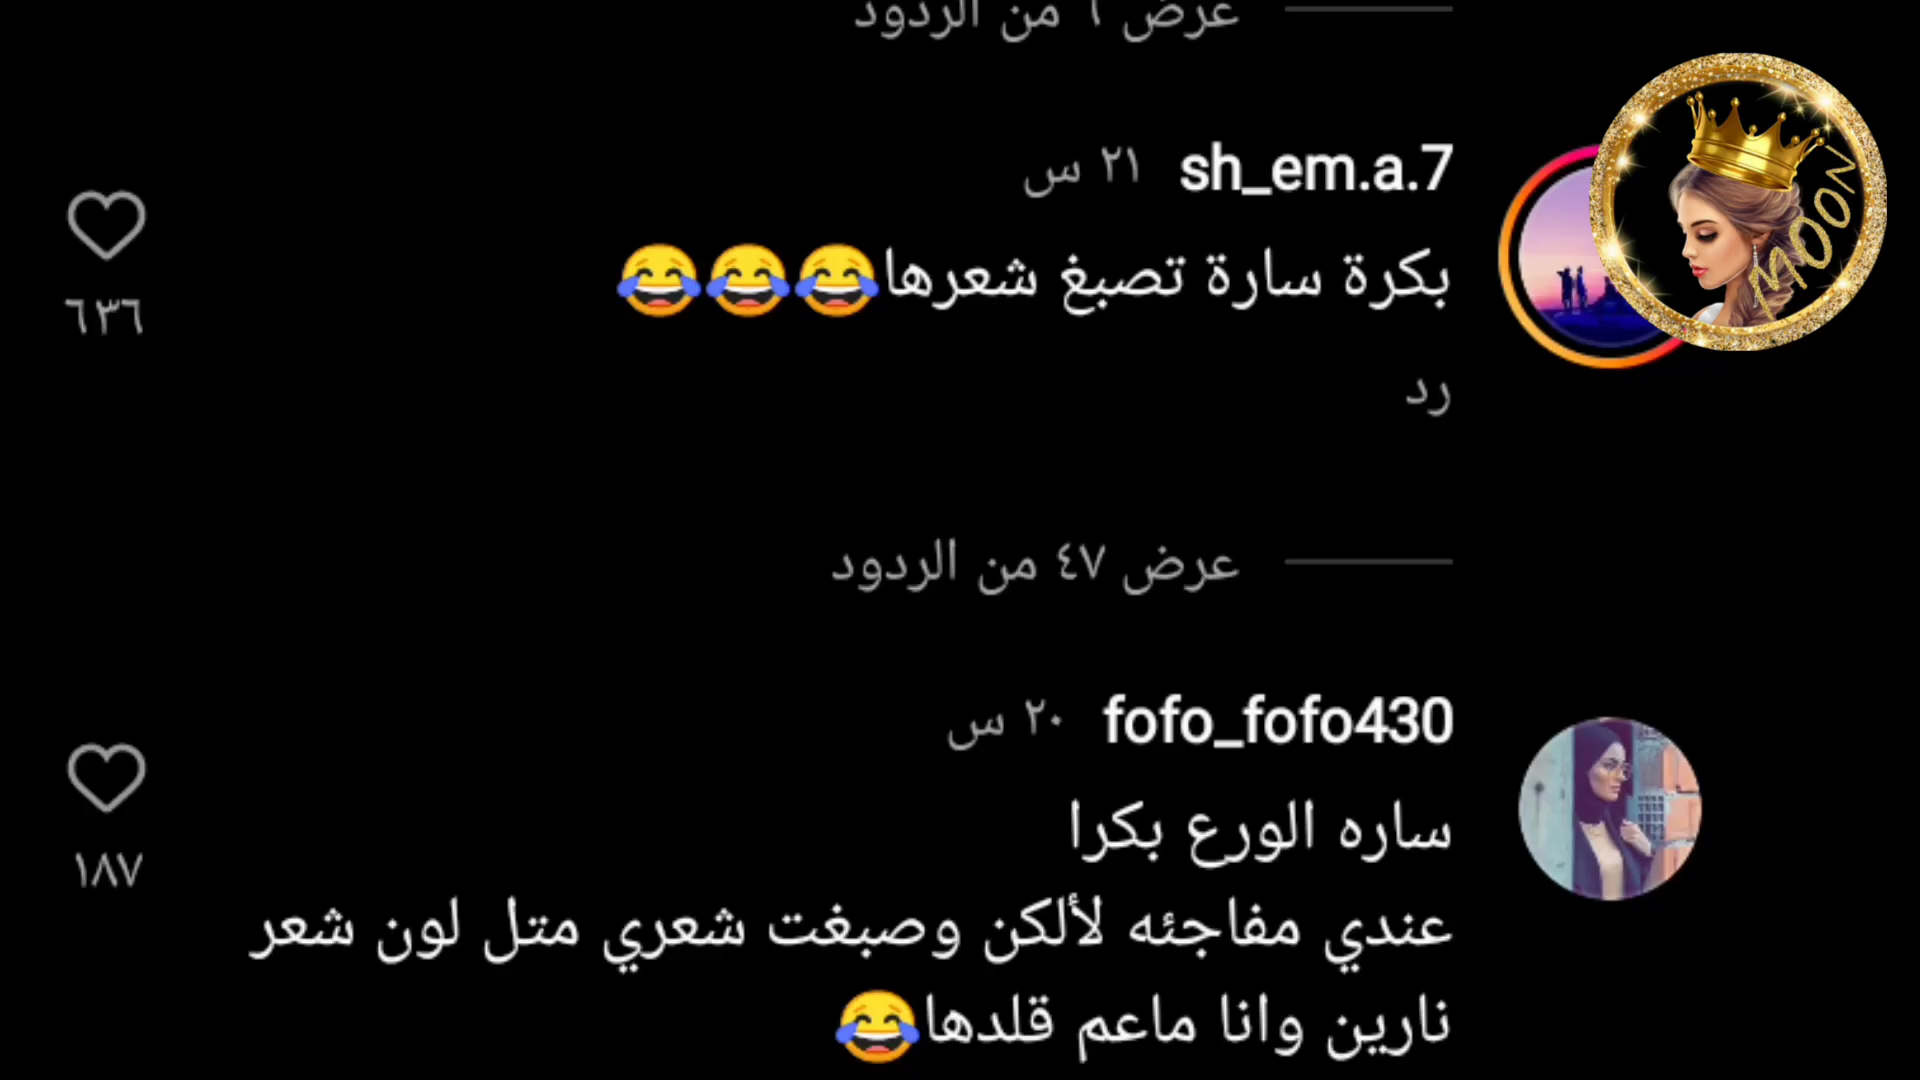 عرض ٦ من الردود
sh_em.a.7 ٢١ س
بكرة سارة تصبغ شعرها😂😂😂
٦٣٦
رد
عرض ٤٧ من الردود
fofo_fofo430 ٢٠ س
ساره الورع بكرا
١٨٧
عندي مفاجئه لألكن وصبغت شعري متل لون شعر
نارين وانا ماعم قلدها😂
MOON